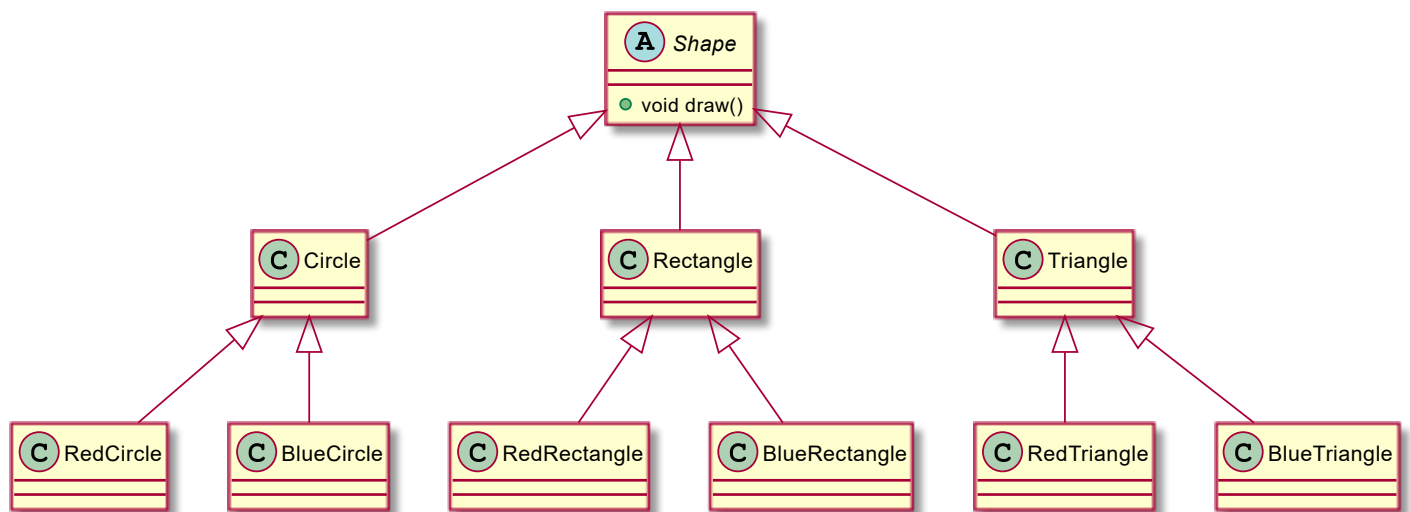 A Shape
void draw()
C Circle
C Rectangle
C Triangle
C RedCircle
C BlueCircle
C RedRectangle
C BlueRectangle
C RedTriangle
C BlueTriangle